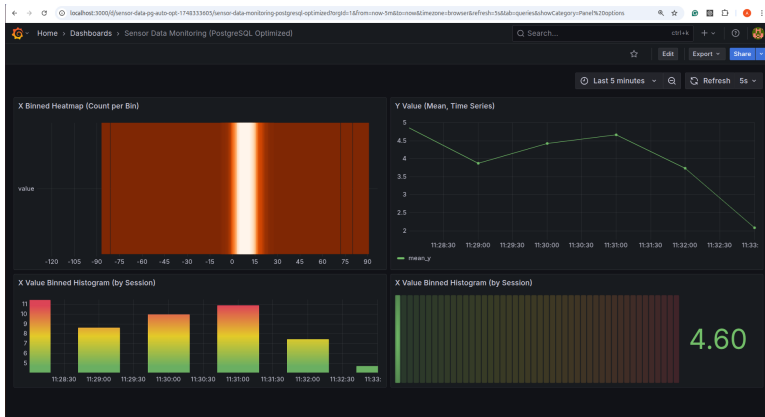 localhost:3000/d/sensor-data-pg-auto-opt-1748333605/sensor-data-monitoring-postgresql-optimized?orgId=1&from=now-5m&to=now&timezone=browser&refresh=5s&tab=queries&showCategory=Panel%20options
Home › Dashboards › Sensor Data Monitoring (PostgreSQL Optimized)
Search...
ctrl+k
Edit
Export
Share
Last 5 minutes
Refresh
5s
X Binned Heatmap (Count per Bin)
value
-120 -105 -90 -75 -60 -45 -30 -15 0 15 30 45 60 75 90
Y Value (Mean, Time Series)
5
4.5
4
3.5
3
2.5
2
11:28:30 11:29:00 11:29:30 11:30:00 11:30:30 11:31:00 11:31:30 11:32:00 11:32:30 11:33:
mean_y
X Value Binned Histogram (by Session)
11
10
9
8
7
6
5
11:28:30 11:29:00 11:29:30 11:30:00 11:30:30 11:31:00 11:31:30 11:32:00 11:32:30 11:33:
X Value Binned Histogram (by Session)
4.60